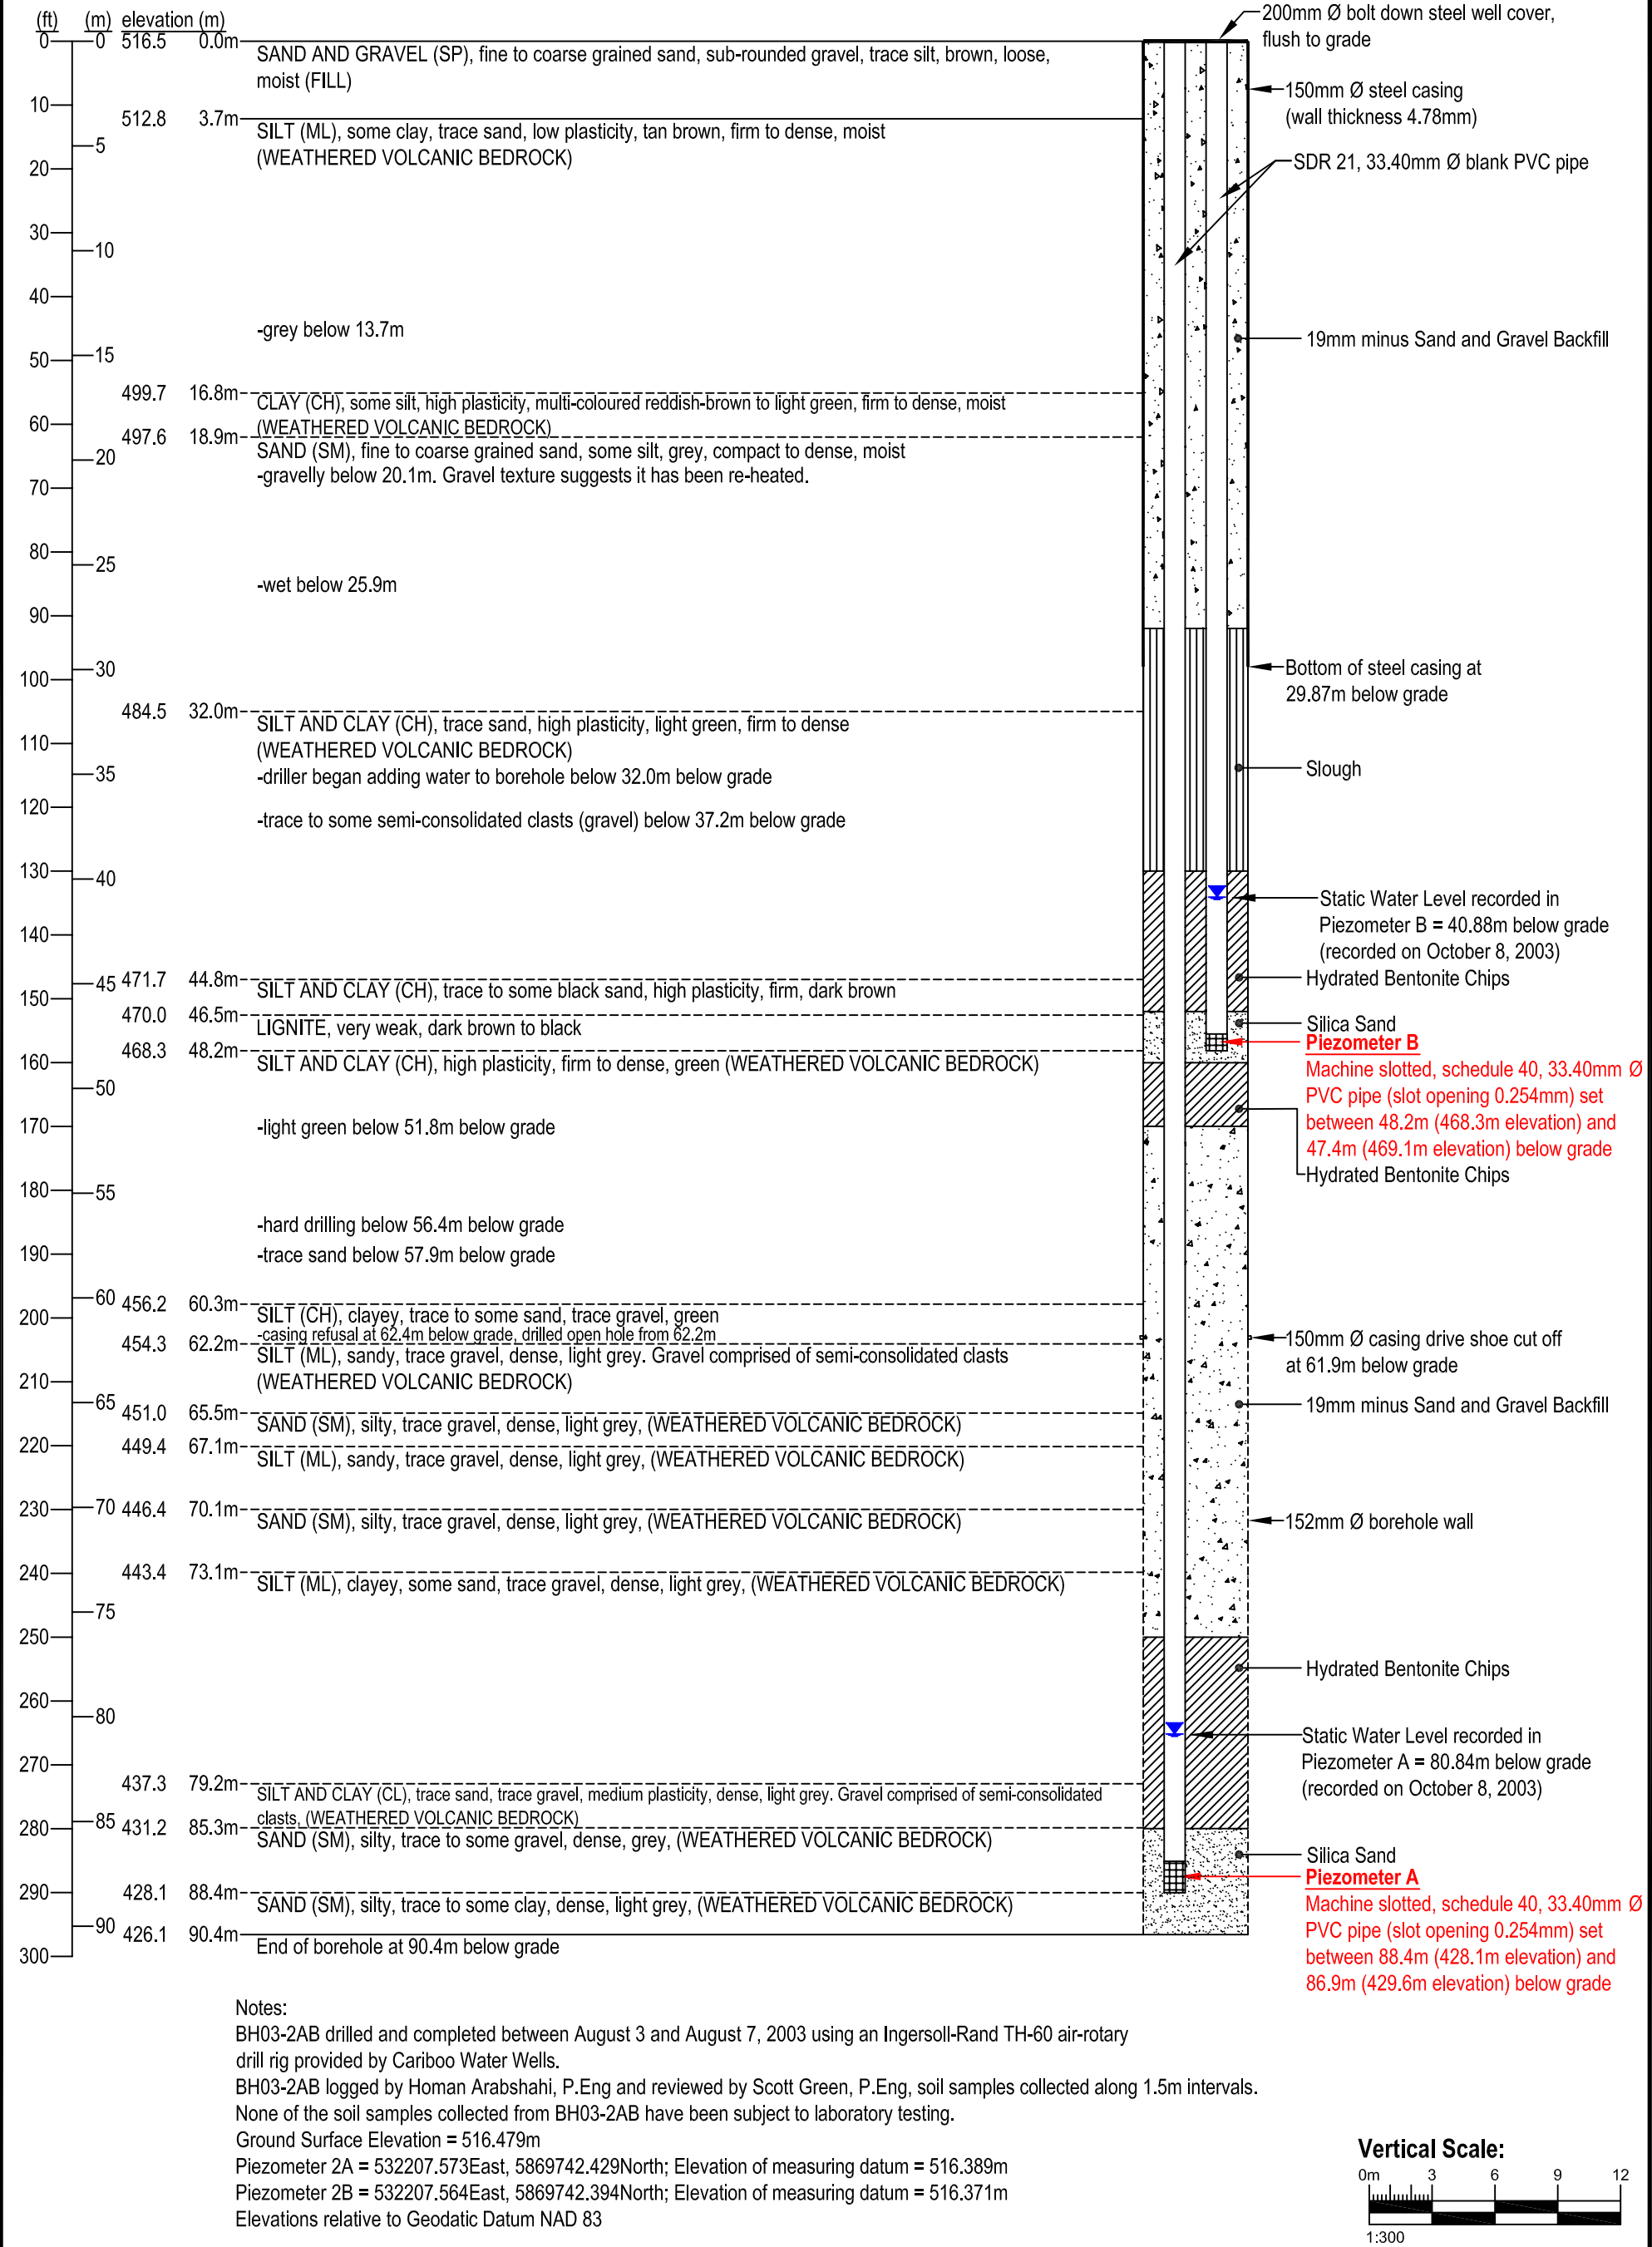 (ft) (m) elevation (m)
0 0 516.5 0.0m
SAND AND GRAVEL (SP), fine to coarse grained sand, sub-rounded gravel, trace silt, brown, loose,
moist (FILL)
10
512.8 3.7m
SILT (ML), some clay, trace sand, low plasticity, tan brown, firm to dense, moist
5
(WEATHERED VOLCANIC BEDROCK)
20
30
10
40
-grey below 13.7m
50
15
499.7 16.8m
CLAY (CH), some silt, high plasticity, multi-coloured reddish-brown to light green, firm to dense, moist
60
(WEATHERED VOLCANIC BEDROCK)
497.6 18.9m
SAND (SM), fine to coarse grained sand, some silt, grey, compact to dense, moist
20
-gravelly below 20.1m. Gravel texture suggests it has been re-heated.
70
80
25
-wet below 25.9m
90
30
100
484.5 32.0m
SILT AND CLAY (CH), trace sand, high plasticity, light green, firm to dense
110
(WEATHERED VOLCANIC BEDROCK)
35
-driller began adding water to borehole below 32.0m below grade
120
-trace to some semi-consolidated clasts (gravel) below 37.2m below grade
130
40
140
45 471.7 44.8m
SILT AND CLAY (CH), trace to some black sand, high plasticity, firm, dark brown
150
470.0 46.5m
LIGNITE, very weak, dark brown to black
468.3 48.2m
160
SILT AND CLAY (CH), high plasticity, firm to dense, green (WEATHERED VOLCANIC BEDROCK)
50
170
-light green below 51.8m below grade
180
55
-hard drilling below 56.4m below grade
190
-trace sand below 57.9m below grade
60 456.2 60.3m
SILT (CH), clayey, trace to some sand, trace gravel, green
200
-casing refusal at 62.4m below grade, drilled open hole from 62.2m
454.3 62.2m
SILT (ML), sandy, trace gravel, dense, light grey. Gravel comprised of semi-consolidated clasts
210
(WEATHERED VOLCANIC BEDROCK)
65
451.0 65.5m
SAND (SM), silty, trace gravel, dense, light grey, (WEATHERED VOLCANIC BEDROCK)
220
449.4 67.1m
SILT (ML), sandy, trace gravel, dense, light grey, (WEATHERED VOLCANIC BEDROCK)
230
70 446.4 70.1m
SAND (SM), silty, trace gravel, dense, light grey, (WEATHERED VOLCANIC BEDROCK)
240
443.4 73.1m
SILT (ML), clayey, some sand, trace gravel, dense, light grey, (WEATHERED VOLCANIC BEDROCK)
75
250
260
80
270
437.3 79.2m
SILT AND CLAY (CL), trace sand, trace gravel, medium plasticity, dense, light grey. Gravel comprised of semi-consolidated
clasts, (WEATHERED VOLCANIC BEDROCK)
280
85 431.2 85.3m
SAND (SM), silty, trace to some gravel, dense, grey, (WEATHERED VOLCANIC BEDROCK)
290
428.1 88.4m
SAND (SM), silty, trace to some clay, dense, light grey, (WEATHERED VOLCANIC BEDROCK)
90 426.1 90.4m
End of borehole at 90.4m below grade
300
200mm Ø bolt down steel well cover,
flush to grade
150mm Ø steel casing
(wall thickness 4.78mm)
SDR 21, 33.40mm Ø blank PVC pipe
19mm minus Sand and Gravel Backfill
Bottom of steel casing at
29.87m below grade
Slough
Static Water Level recorded in
Piezometer B = 40.88m below grade
(recorded on October 8, 2003)
Hydrated Bentonite Chips
Silica Sand
Piezometer B
Machine slotted, schedule 40, 33.40mm Ø
PVC pipe (slot opening 0.254mm) set
between 48.2m (468.3m elevation) and
47.4m (469.1m elevation) below grade
Hydrated Bentonite Chips
150mm Ø casing drive shoe cut off
at 61.9m below grade
19mm minus Sand and Gravel Backfill
152mm Ø borehole wall
Hydrated Bentonite Chips
Static Water Level recorded in
Piezometer A = 80.84m below grade
(recorded on October 8, 2003)
Silica Sand
Piezometer A
Machine slotted, schedule 40, 33.40mm Ø
PVC pipe (slot opening 0.254mm) set
between 88.4m (428.1m elevation) and
86.9m (429.6m elevation) below grade
Notes:
BH03-2AB drilled and completed between August 3 and August 7, 2003 using an Ingersoll-Rand TH-60 air-rotary
drill rig provided by Cariboo Water Wells.
BH03-2AB logged by Homan Arabshahi, P.Eng and reviewed by Scott Green, P.Eng, soil samples collected along 1.5m intervals.
None of the soil samples collected from BH03-2AB have been subject to laboratory testing.
Ground Surface Elevation = 516.479m
Piezometer 2A = 532207.573East, 5869742.429North; Elevation of measuring datum = 516.389m
Piezometer 2B = 532207.564East, 5869742.394North; Elevation of measuring datum = 516.371m
Elevations relative to Geodatic Datum NAD 83
Vertical Scale:
0m 3 6 9 12
1:300